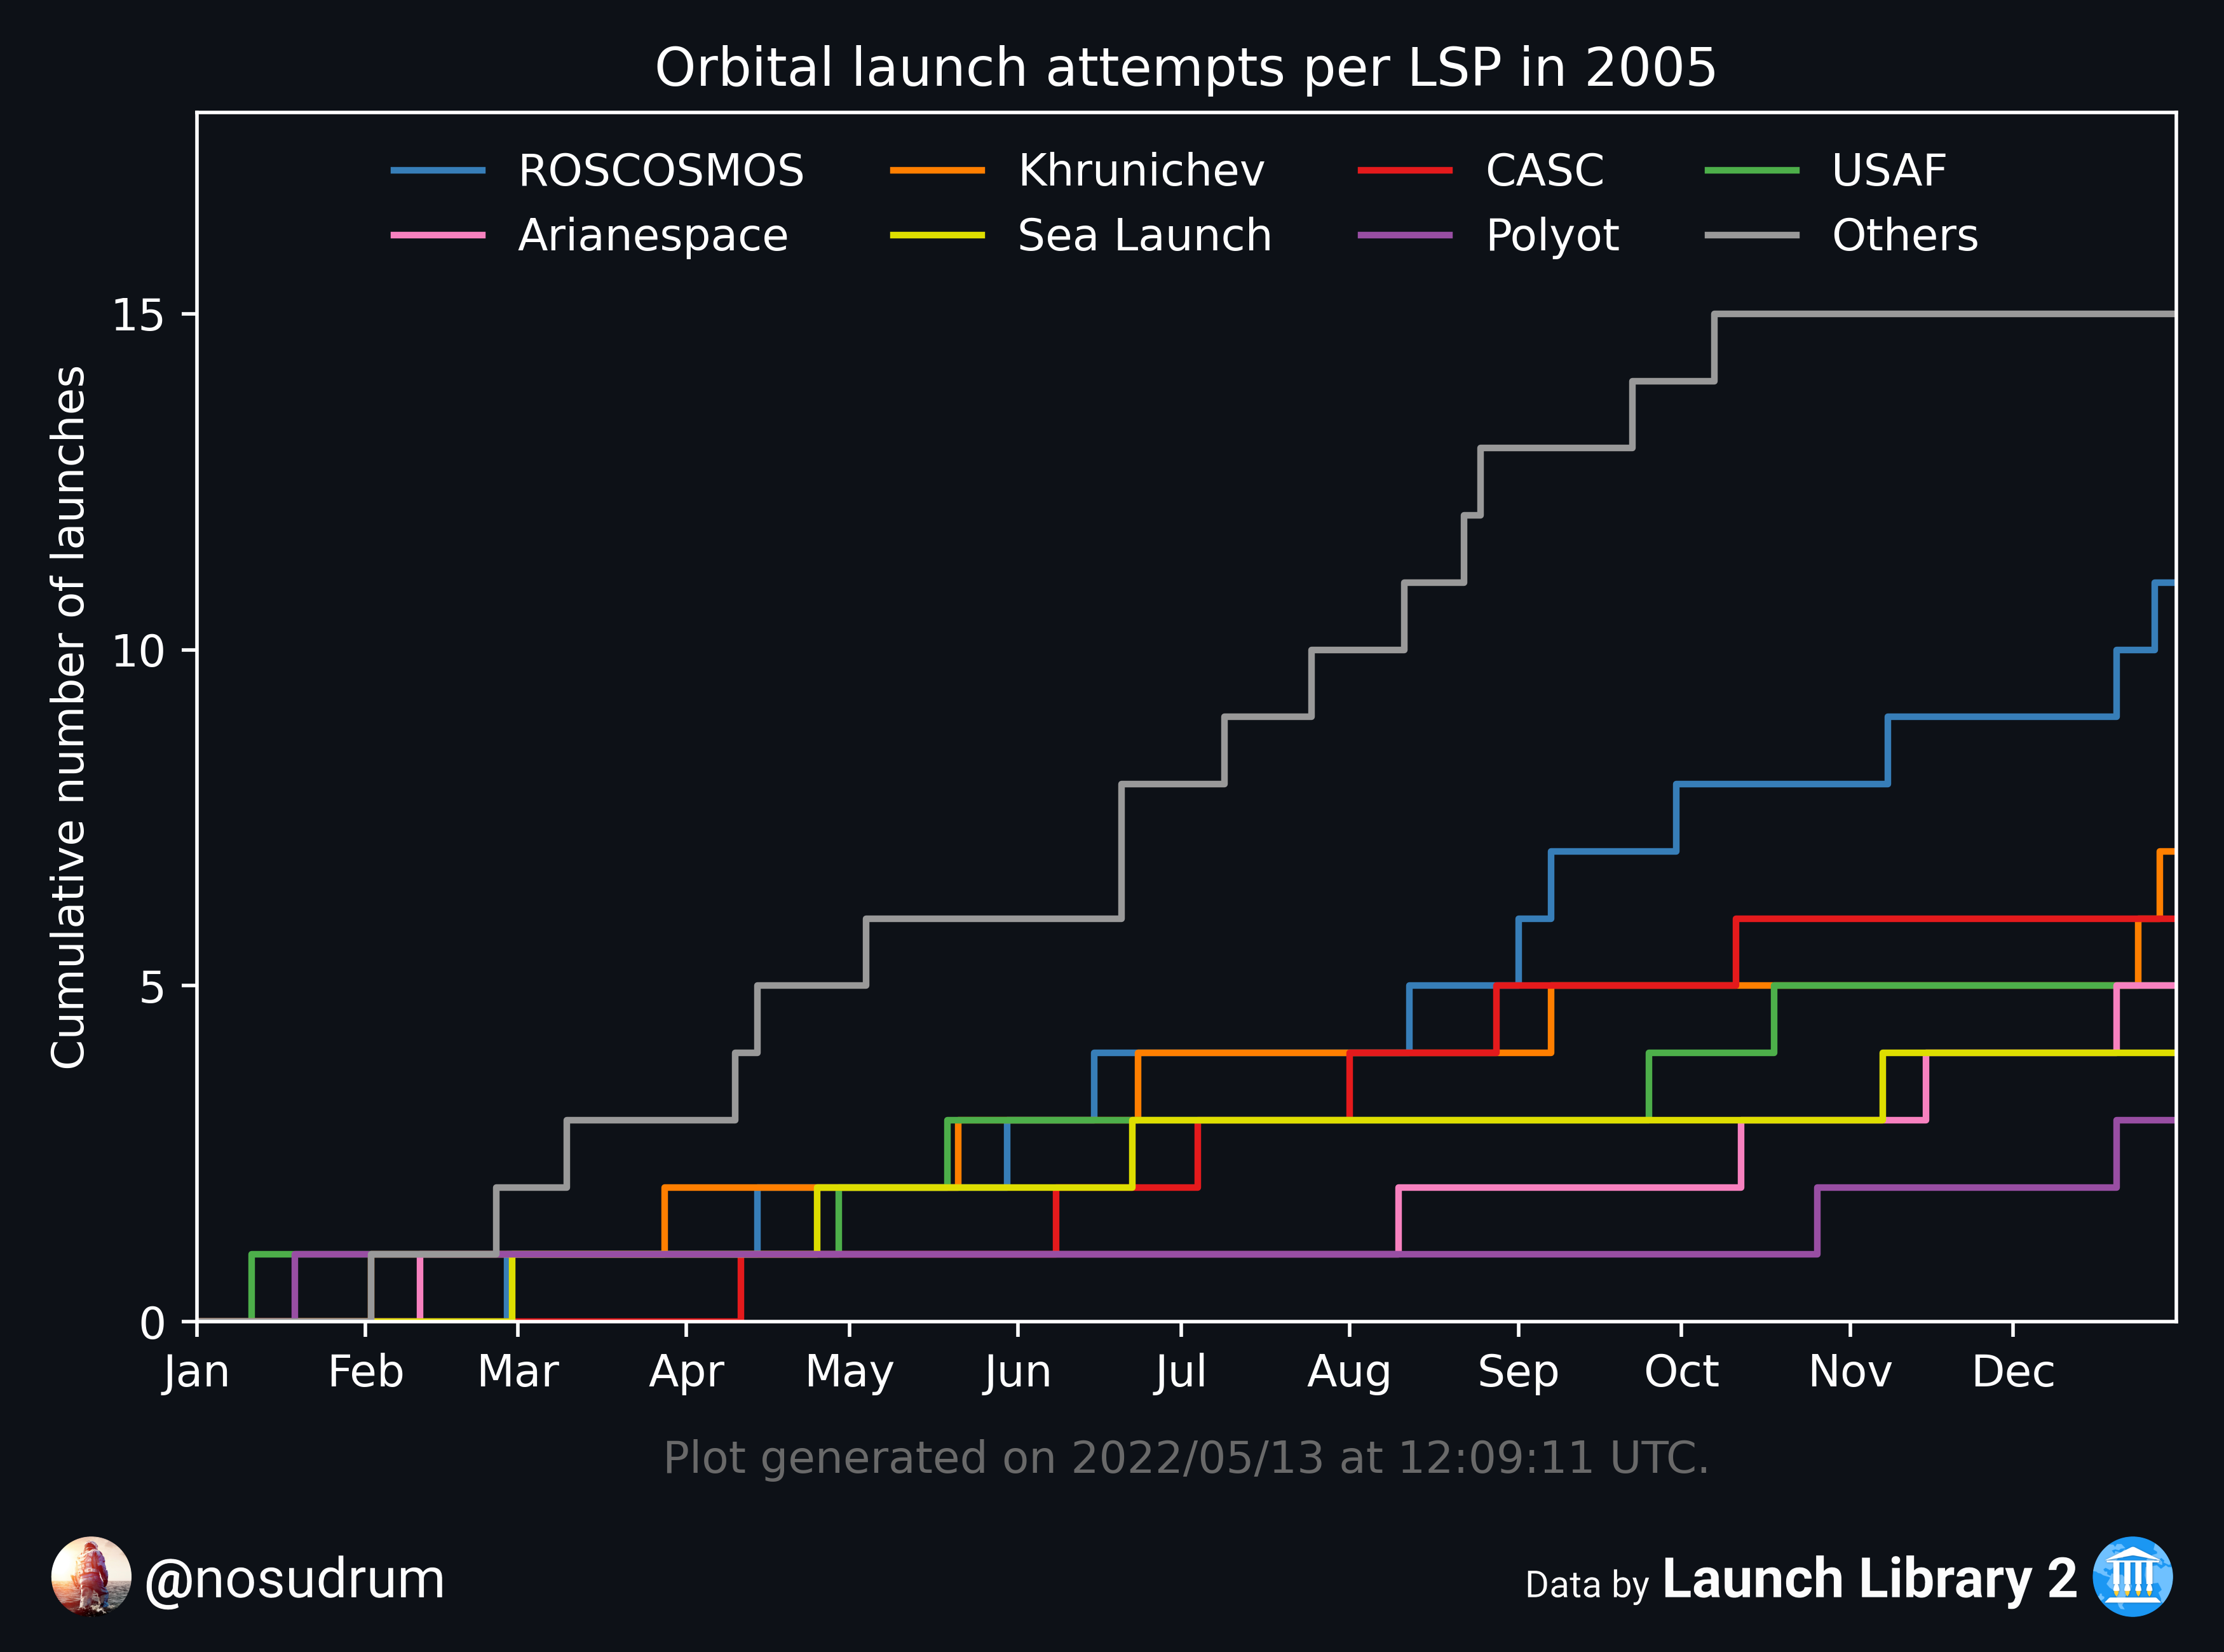 Orbital launch attempts per LSP in 2005
ROSCOSMOS Khrunichev CASC USAF
Arianespace Sea Launch Polyot Others
Cumulative number of launches
15
10
5
0
Jan Feb Mar Apr May Jun Jul Aug Sep Oct Nov Dec
Plot generated on 2022/05/13 at 12:09:11 UTC.
@nosudrum
Data by Launch Library 2